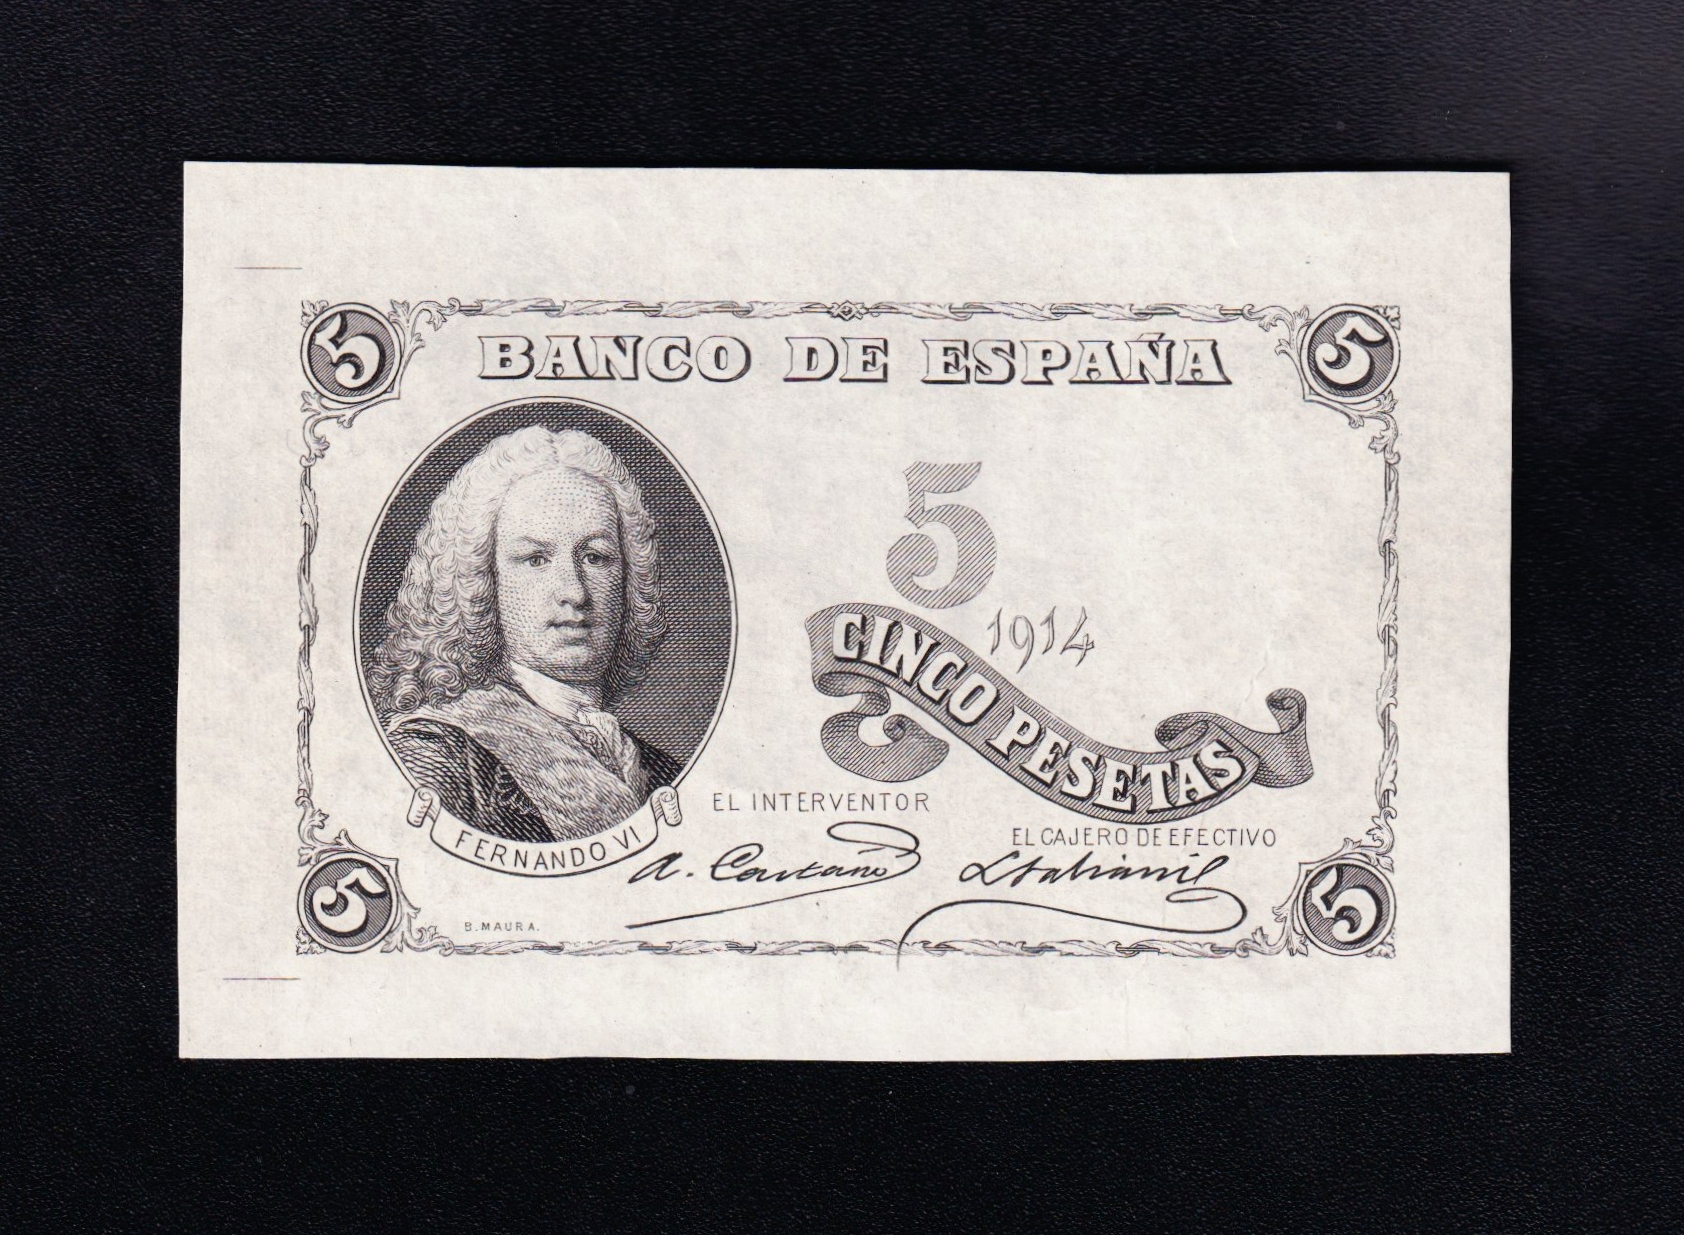 5 BANCO DE ESPAÑA 5
5
1914
CINCO PESETAS
EL INTERVENTOR
EL CAJERO DE EFECTIVO
FERNANDO VI
5 B. MAURA. 5